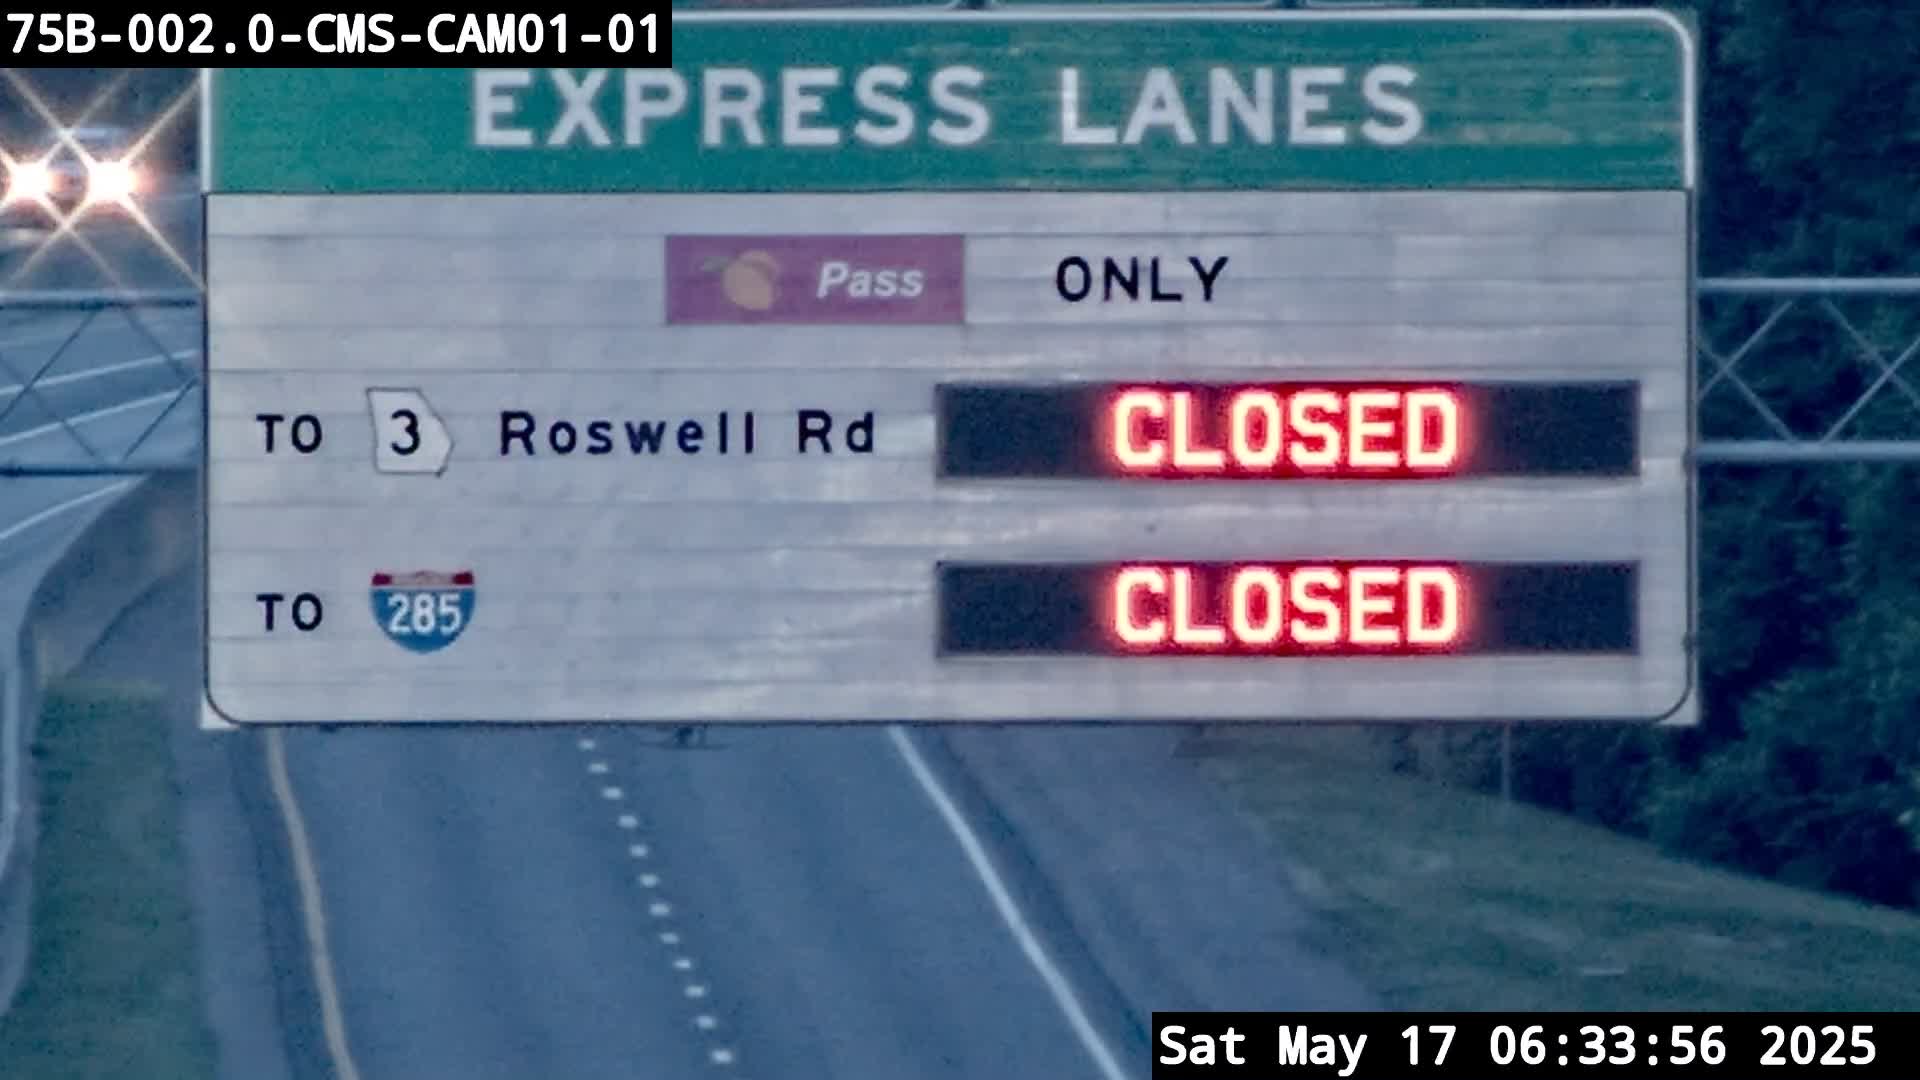 75B-002.0-CMS-CAM01-01
EXPRESS LANES
Pass ONLY
TO 3 Roswell Rd CLOSED
TO 285 CLOSED
Sat May 17 06:33:56 2025